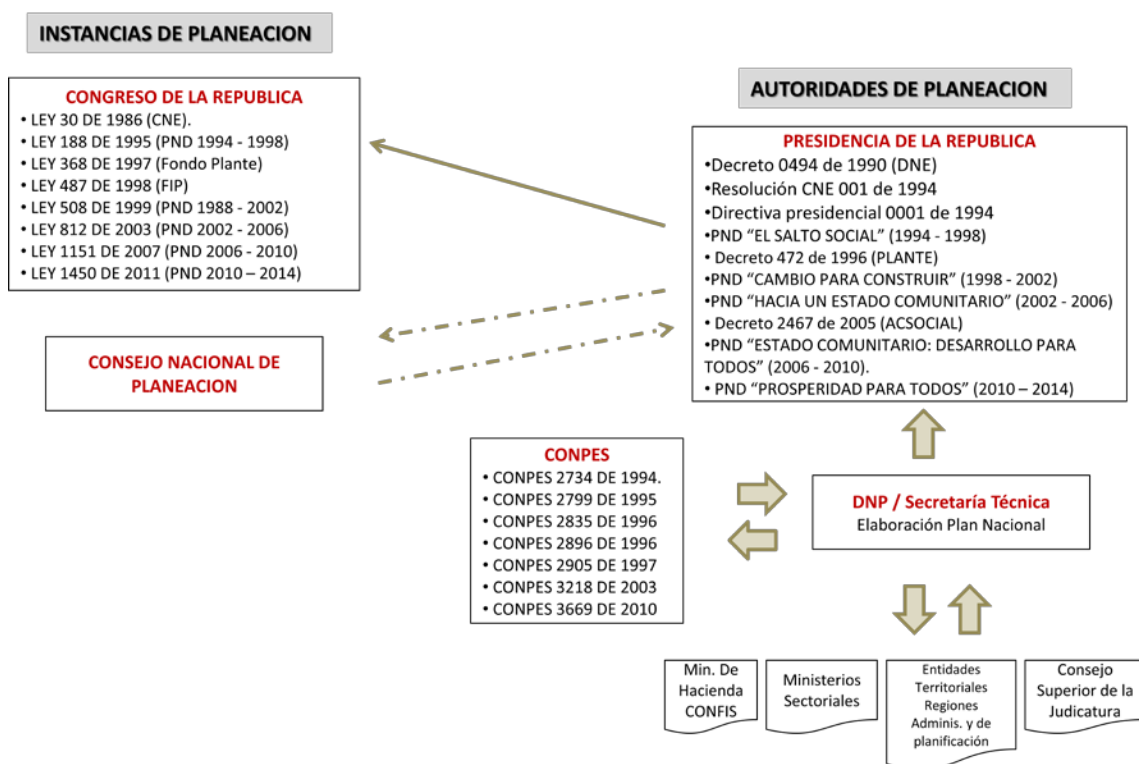 INSTANCIAS DE PLANEACION
CONGRESO DE LA REPUBLICA
• LEY 30 DE 1986 (CNE).
• LEY 188 DE 1995 (PND 1994 - 1998)
• LEY 368 DE 1997 (Fondo Plante)
• LEY 487 DE 1998 (FIP)
• LEY 508 DE 1999 (PND 1988 - 2002)
• LEY 812 DE 2003 (PND 2002 - 2006)
• LEY 1151 DE 2007 (PND 2006 - 2010)
• LEY 1450 DE 2011 (PND 2010 – 2014)
CONSEJO NACIONAL DE
PLANEACION
AUTORIDADES DE PLANEACION
PRESIDENCIA DE LA REPUBLICA
•Decreto 0494 de 1990 (DNE)
•Resolución CNE 001 de 1994
•Directiva presidencial 0001 de 1994
•PND “EL SALTO SOCIAL” (1994 - 1998)
• Decreto 472 de 1996 (PLANTE)
•PND “CAMBIO PARA CONSTRUIR” (1998 - 2002)
•PND “HACIA UN ESTADO COMUNITARIO” (2002 - 2006)
• Decreto 2467 de 2005 (ACSOCIAL)
•PND “ESTADO COMUNITARIO: DESARROLLO PARA
TODOS” (2006 - 2010).
• PND “PROSPERIDAD PARA TODOS” (2010 – 2014)
CONPES
• CONPES 2734 DE 1994.
• CONPES 2799 DE 1995
• CONPES 2835 DE 1996
• CONPES 2896 DE 1996
• CONPES 2905 DE 1997
• CONPES 3218 DE 2003
• CONPES 3669 DE 2010
DNP / Secretaría Técnica
Elaboración Plan Nacional
Min. De
Hacienda
CONFIS
Ministerios
Sectoriales
Entidades
Territoriales
Regiones
Adminis. y de
planificación
Consejo
Superior de la
Judicatura